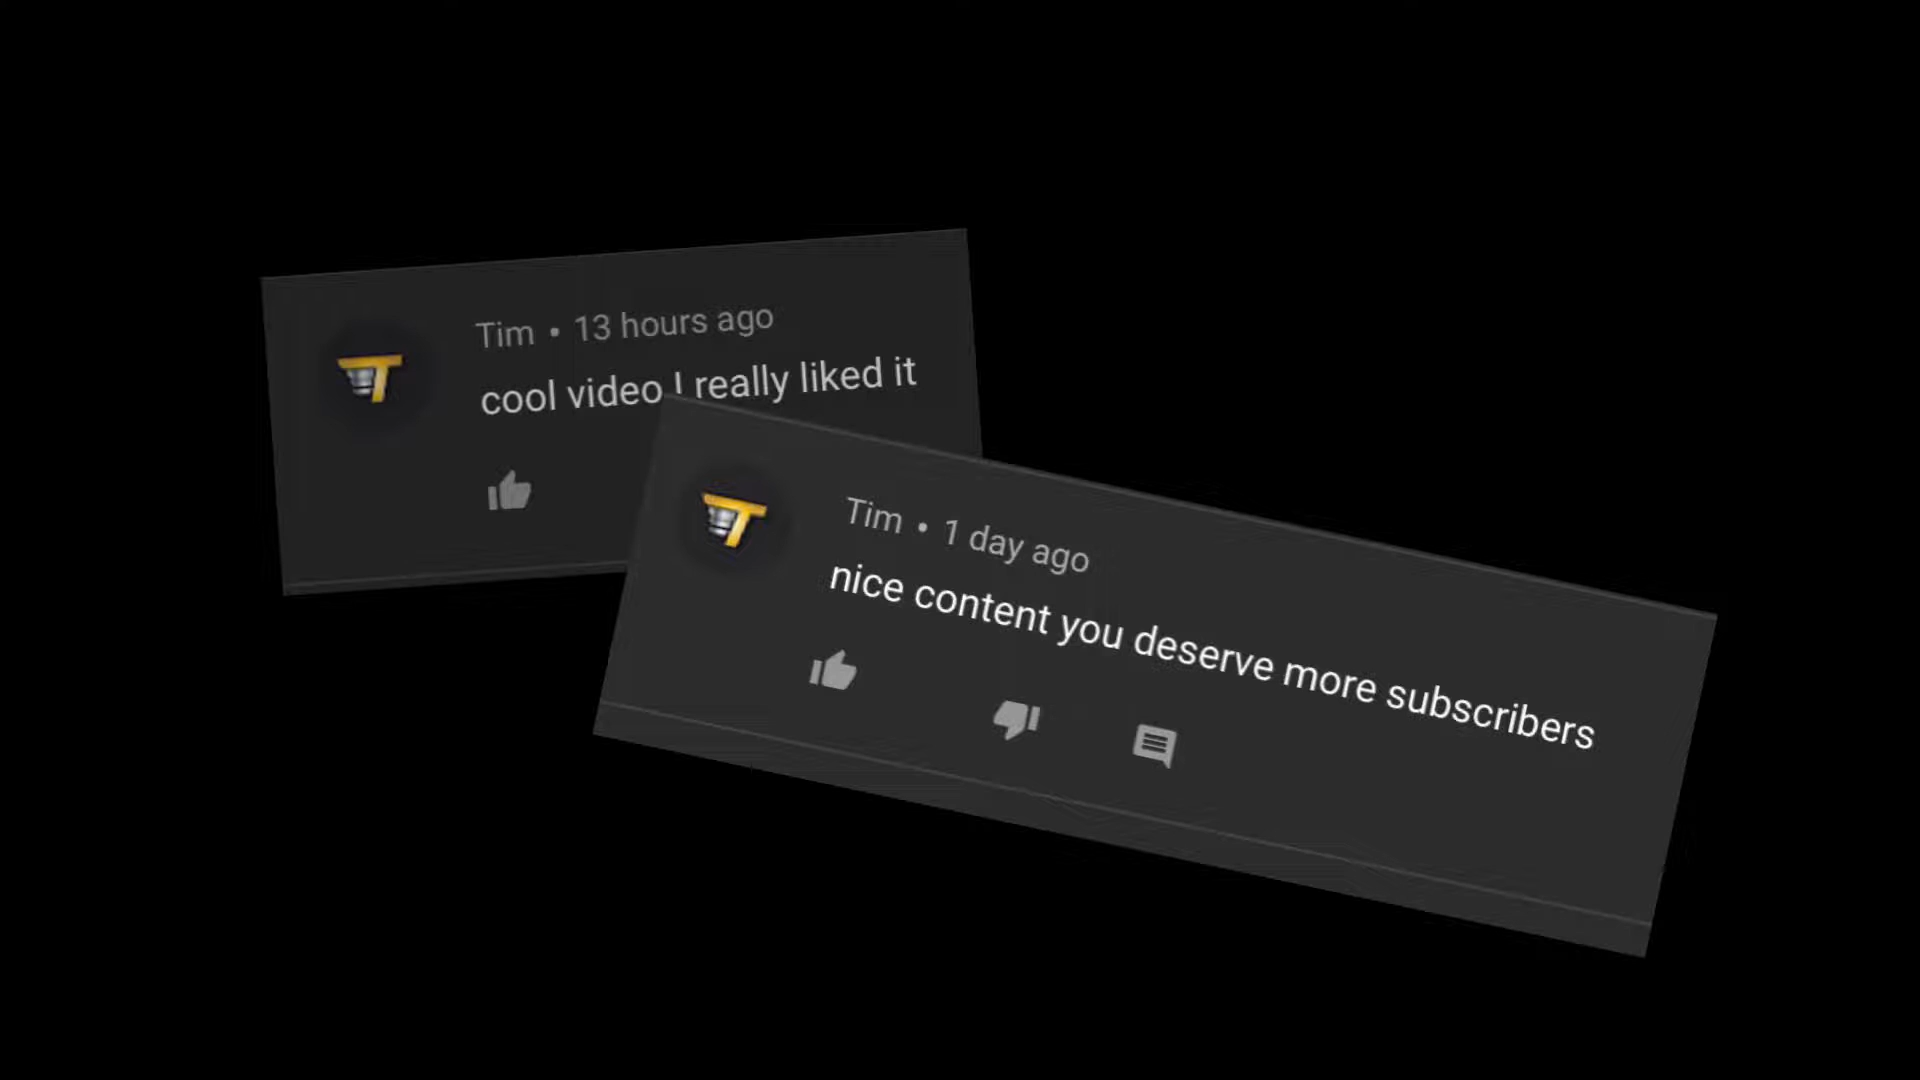 Tim • 13 hours ago
cool video I really liked it
Tim • 1 day ago
nice content you deserve more subscribers